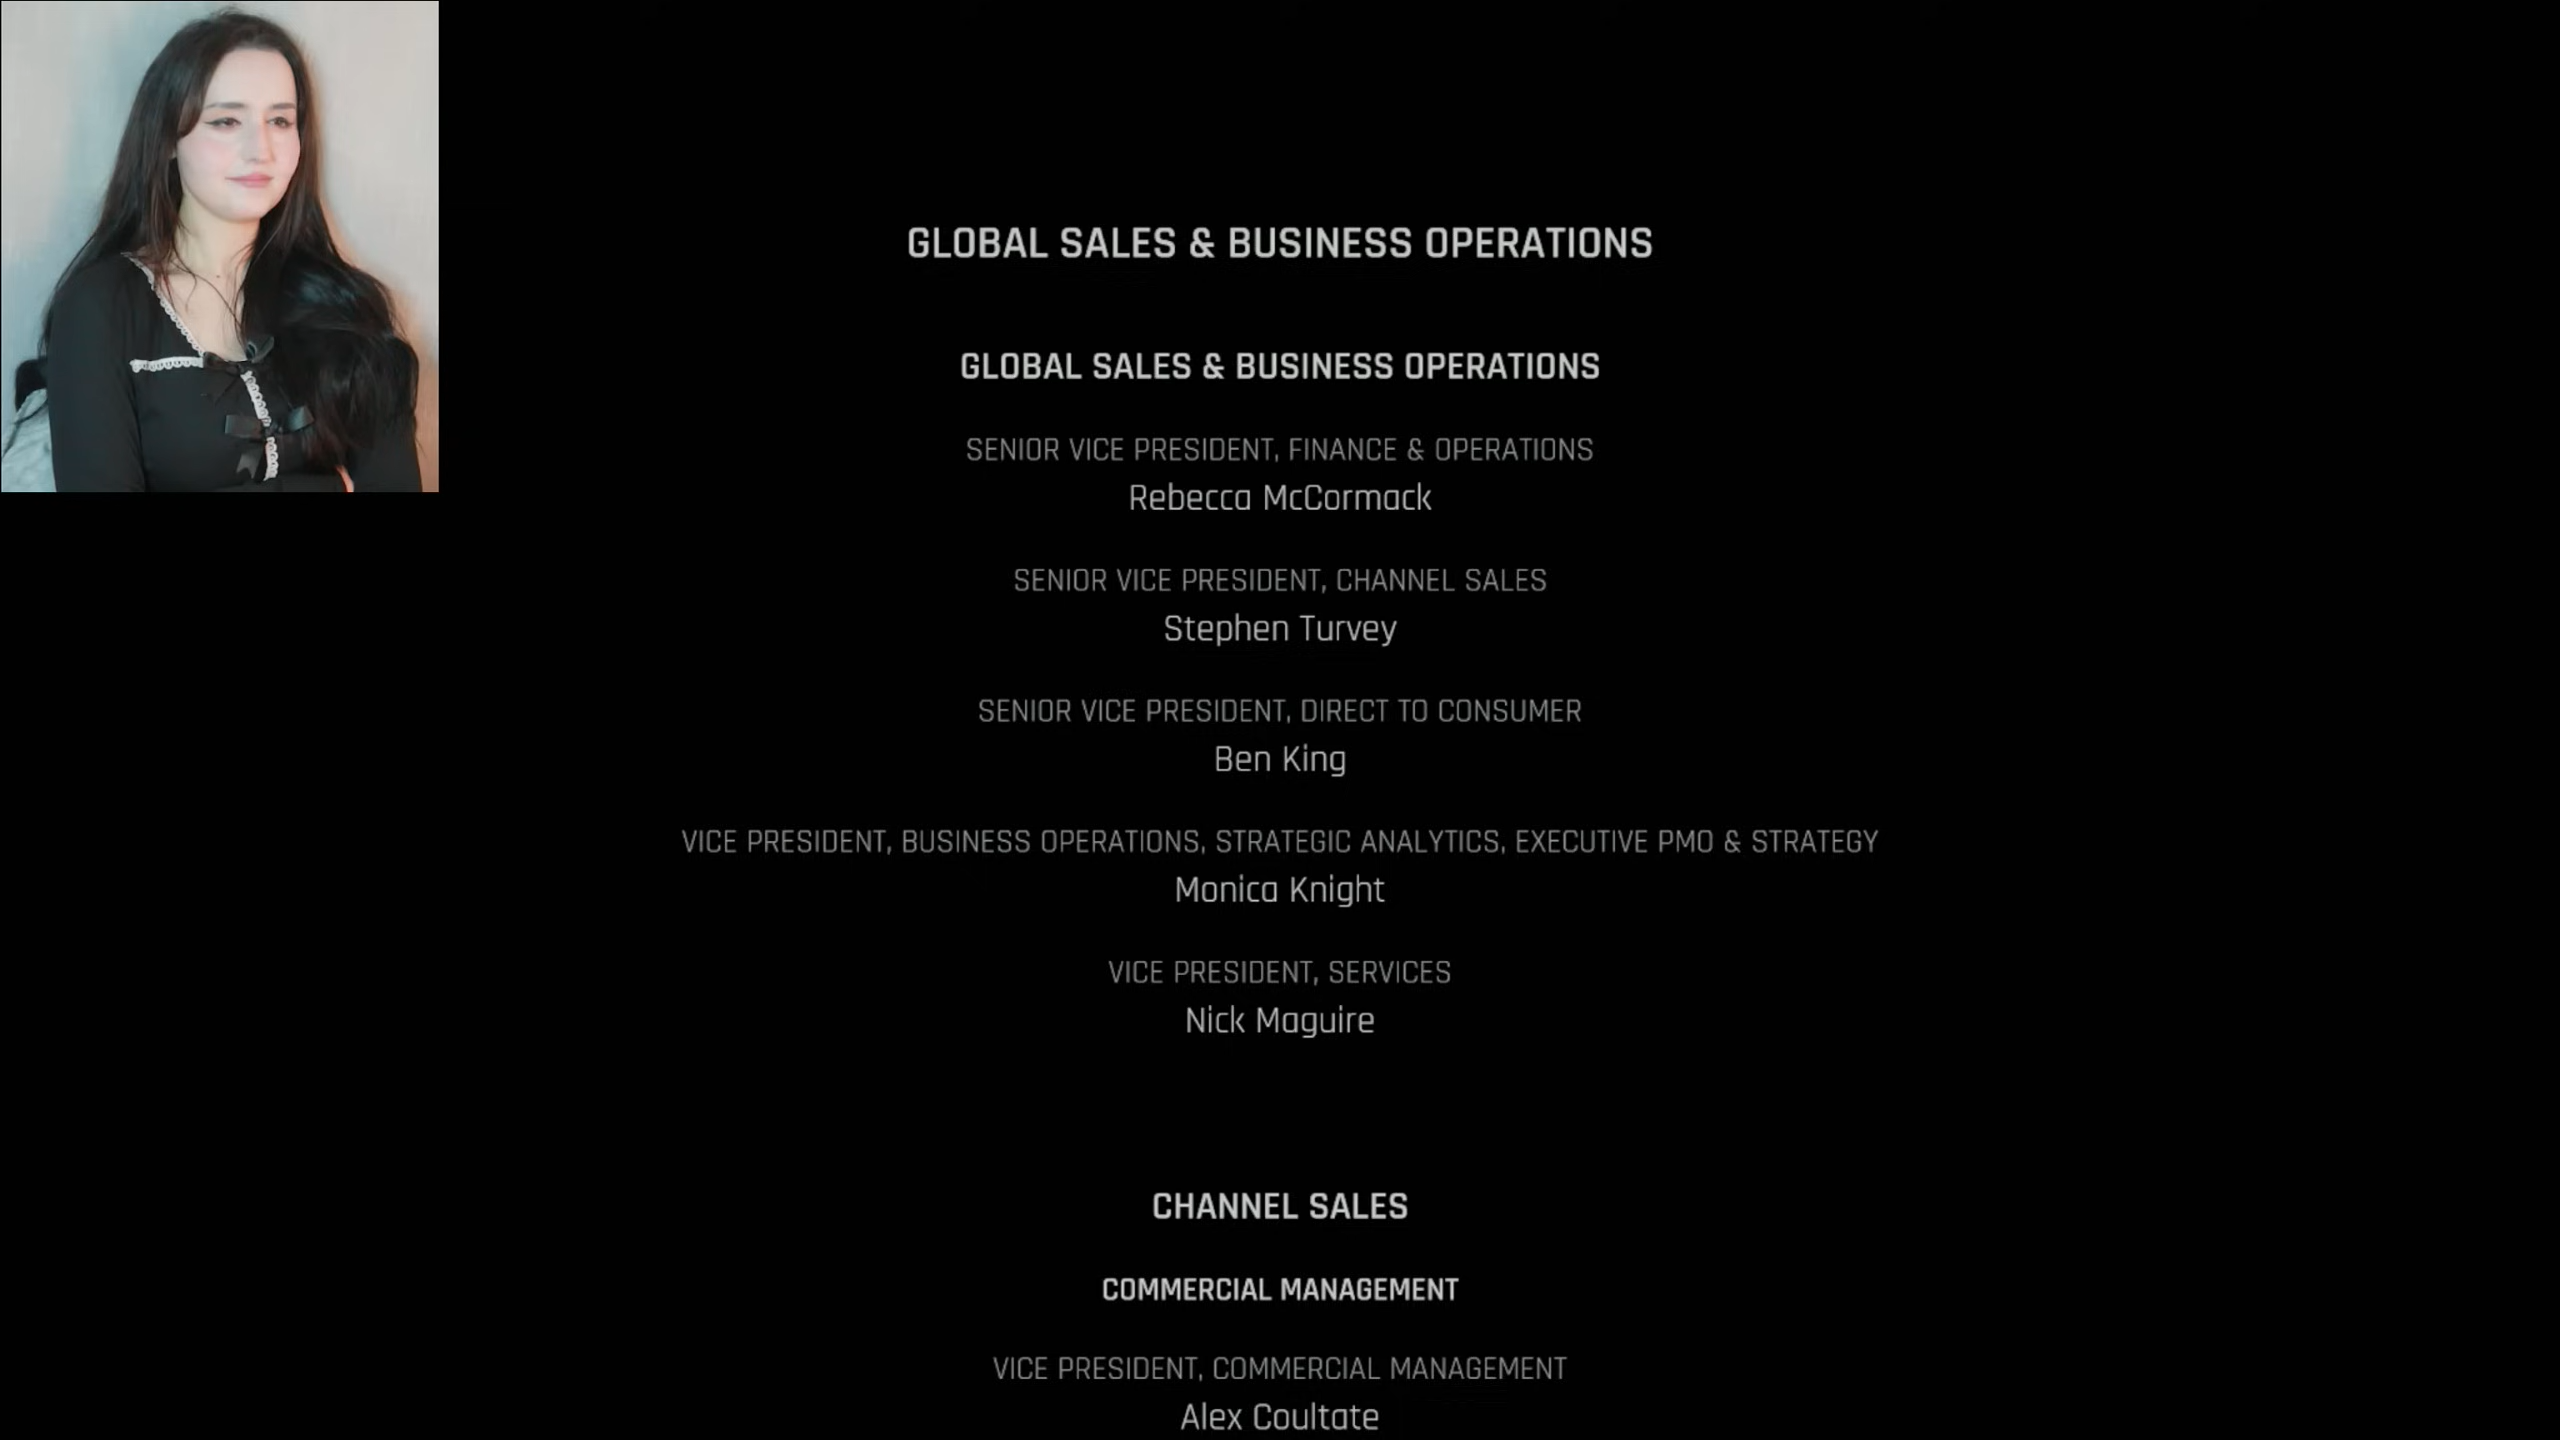 GLOBAL SALES & BUSINESS OPERATIONS
GLOBAL SALES & BUSINESS OPERATIONS
SENIOR VICE PRESIDENT, FINANCE & OPERATIONS
Rebecca McCormack
SENIOR VICE PRESIDENT, CHANNEL SALES
Stephen Turvey
SENIOR VICE PRESIDENT, DIRECT TO CONSUMER
Ben King
VICE PRESIDENT, BUSINESS OPERATIONS, STRATEGIC ANALYTICS, EXECUTIVE PMO & STRATEGY
Monica Knight
VICE PRESIDENT, SERVICES
Nick Maguire
CHANNEL SALES
COMMERCIAL MANAGEMENT
VICE PRESIDENT, COMMERCIAL MANAGEMENT
Alex Coultate